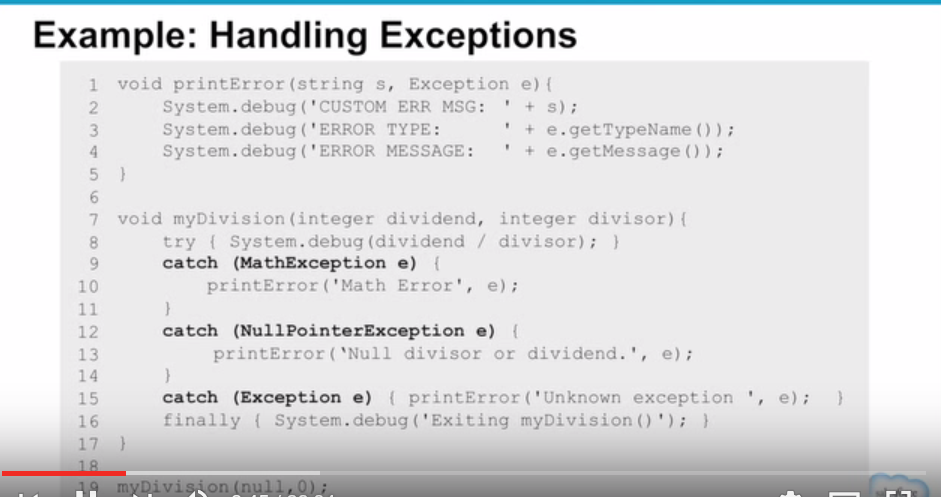 Example: Handling Exceptions
1 void printError(string s, Exception e){
2 System.debug('CUSTOM ERR MSG: ' + s);
3 System.debug('ERROR TYPE: ' + e.getTypeName());
4 System.debug('ERROR MESSAGE: ' + e.getMessage());
5 }
6
7 void myDivision(integer dividend, integer divisor){
8 try { System.debug(dividend / divisor); }
9 catch (MathException e) {
10 printError('Math Error', e);
11 }
12 catch (NullPointerException e) {
13 printError(‘Null divisor or dividend.', e);
14 }
15 catch (Exception e) { printError('Unknown exception ', e); }
16 finally { System.debug('Exiting myDivision()'); }
17 }
18
19 myDivision(null,0);